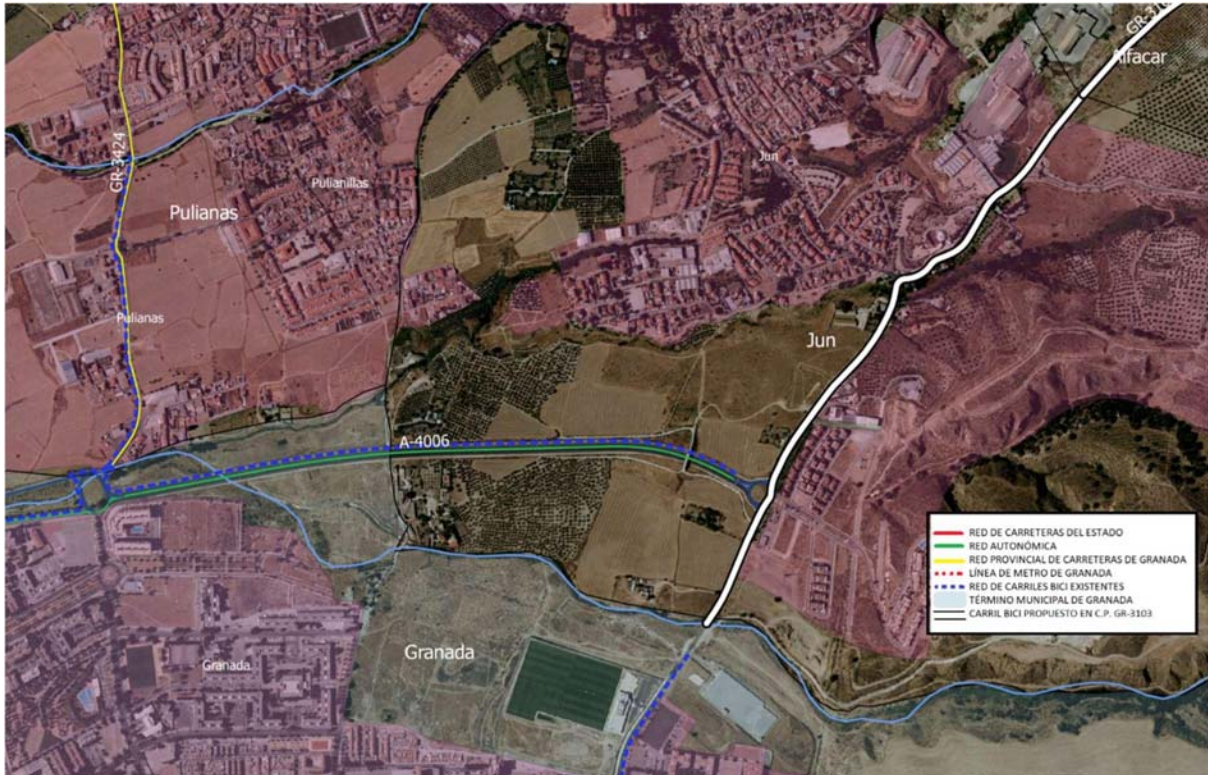 GR-3103
Alfacar
GR-3424
Jun
Pulianillas
Pulianas
Pulianas
Jun
A-4006
RED DE CARRETERAS DEL ESTADO
RED AUTONÓMICA
RED PROVINCIAL DE CARRETERAS DE GRANADA
LÍNEA DE METRO DE GRANADA
RED DE CARRILES BICI EXISTENTES
TÉRMINO MUNICIPAL DE GRANADA
CARRIL BICI PROPUESTO EN C.P. GR-3103
Granada
Granada